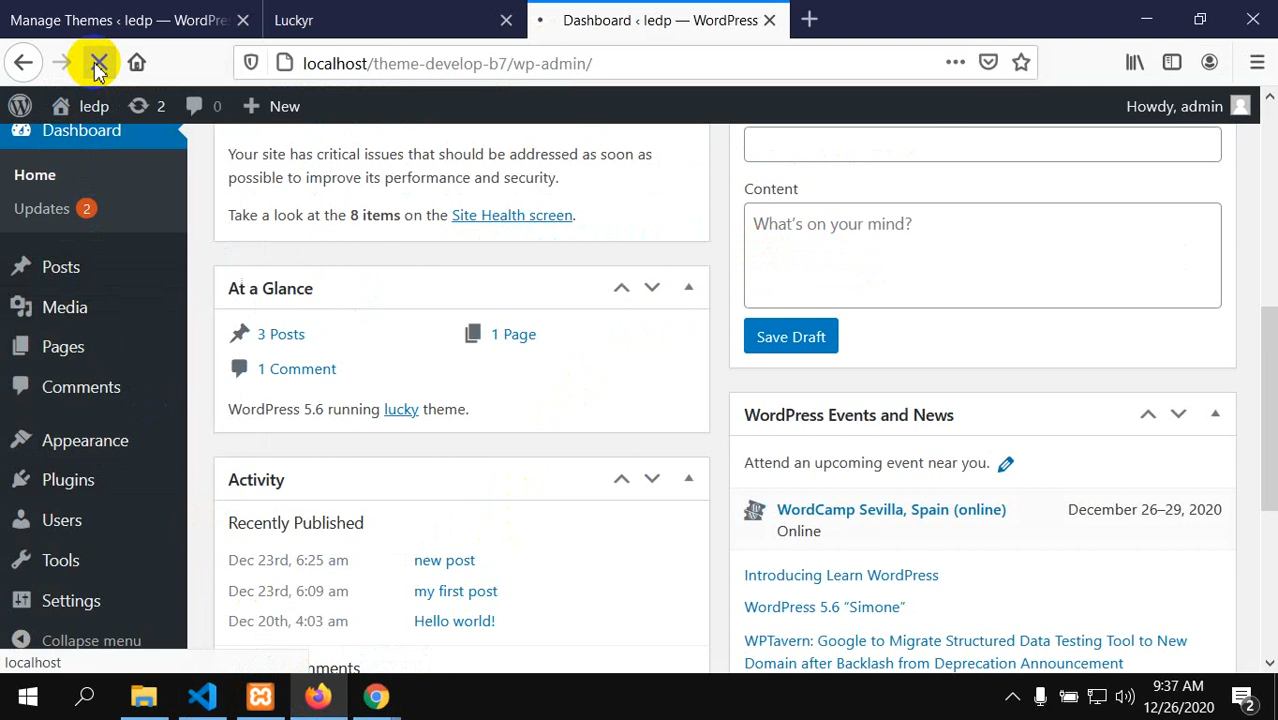 Manage Themes ‹ ledp — WordPre
Luckyr
Dashboard ‹ ledp — WordPress
localhost/theme-develop-b7/wp-admin/
ledp 2 0 New
Howdy, admin
Dashboard
Home
Updates 2
Posts
Media
Pages
Comments
Appearance
Plugins
Users
Tools
Settings
Collapse menu
localhost
Your site has critical issues that should be addressed as soon as
possible to improve its performance and security.
Take a look at the 8 items on the Site Health screen.
At a Glance
3 Posts
1 Page
1 Comment
WordPress 5.6 running lucky theme.
Activity
Recently Published
Dec 23rd, 6:25 am new post
Dec 23rd, 6:09 am my first post
Dec 20th, 4:03 am Hello world!
Content
What's on your mind?
Save Draft
WordPress Events and News
Attend an upcoming event near you.
WordCamp Sevilla, Spain (online)
December 26–29, 2020
Online
Introducing Learn WordPress
WordPress 5.6 “Simone”
WPTavern: Google to Migrate Structured Data Testing Tool to New
Domain after Backlash from Deprecation Announcement
9:37 AM
12/26/2020
2